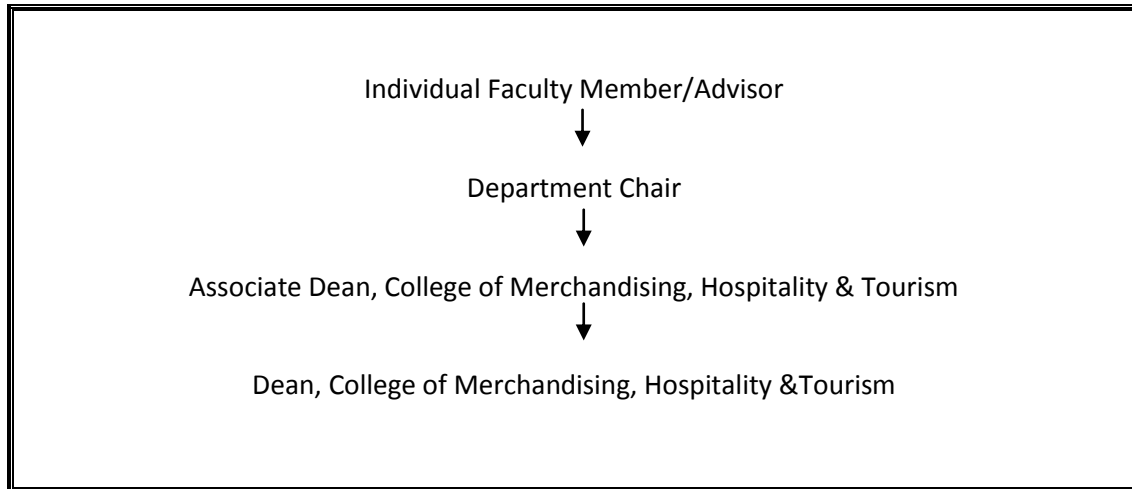 Individual Faculty Member/Advisor
Department Chair
Associate Dean, College of Merchandising, Hospitality & Tourism
Dean, College of Merchandising, Hospitality &Tourism